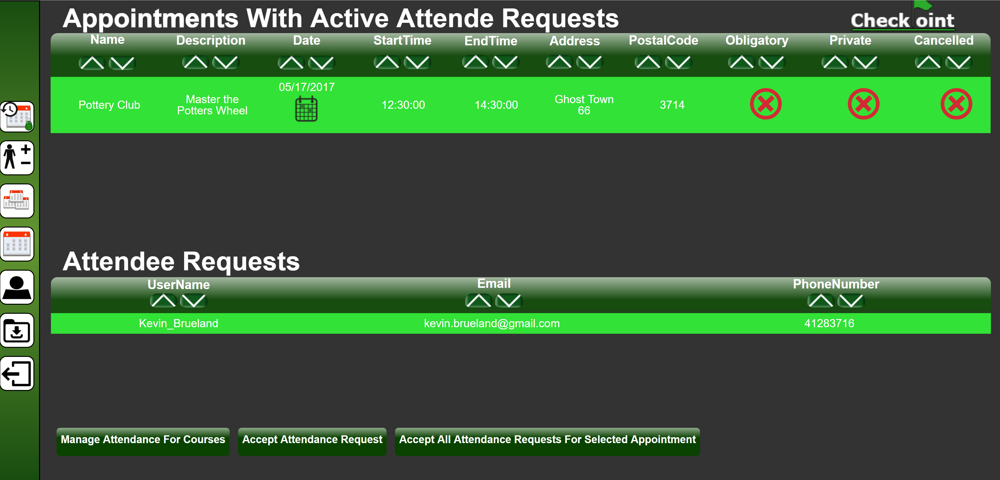 Appointments With Active Attende Requests
Check oint
Name Description Date StartTime EndTime Address PostalCode Obligatory Private Cancelled
05/17/2017
Pottery Club Master the Potters Wheel 12:30:00 14:30:00 Ghost Town 66 3714
Attendee Requests
UserName Email PhoneNumber
Kevin_Brueland kevin.brueland@gmail.com 41283716
Manage Attendance For Courses Accept Attendance Request Accept All Attendance Requests For Selected Appointment